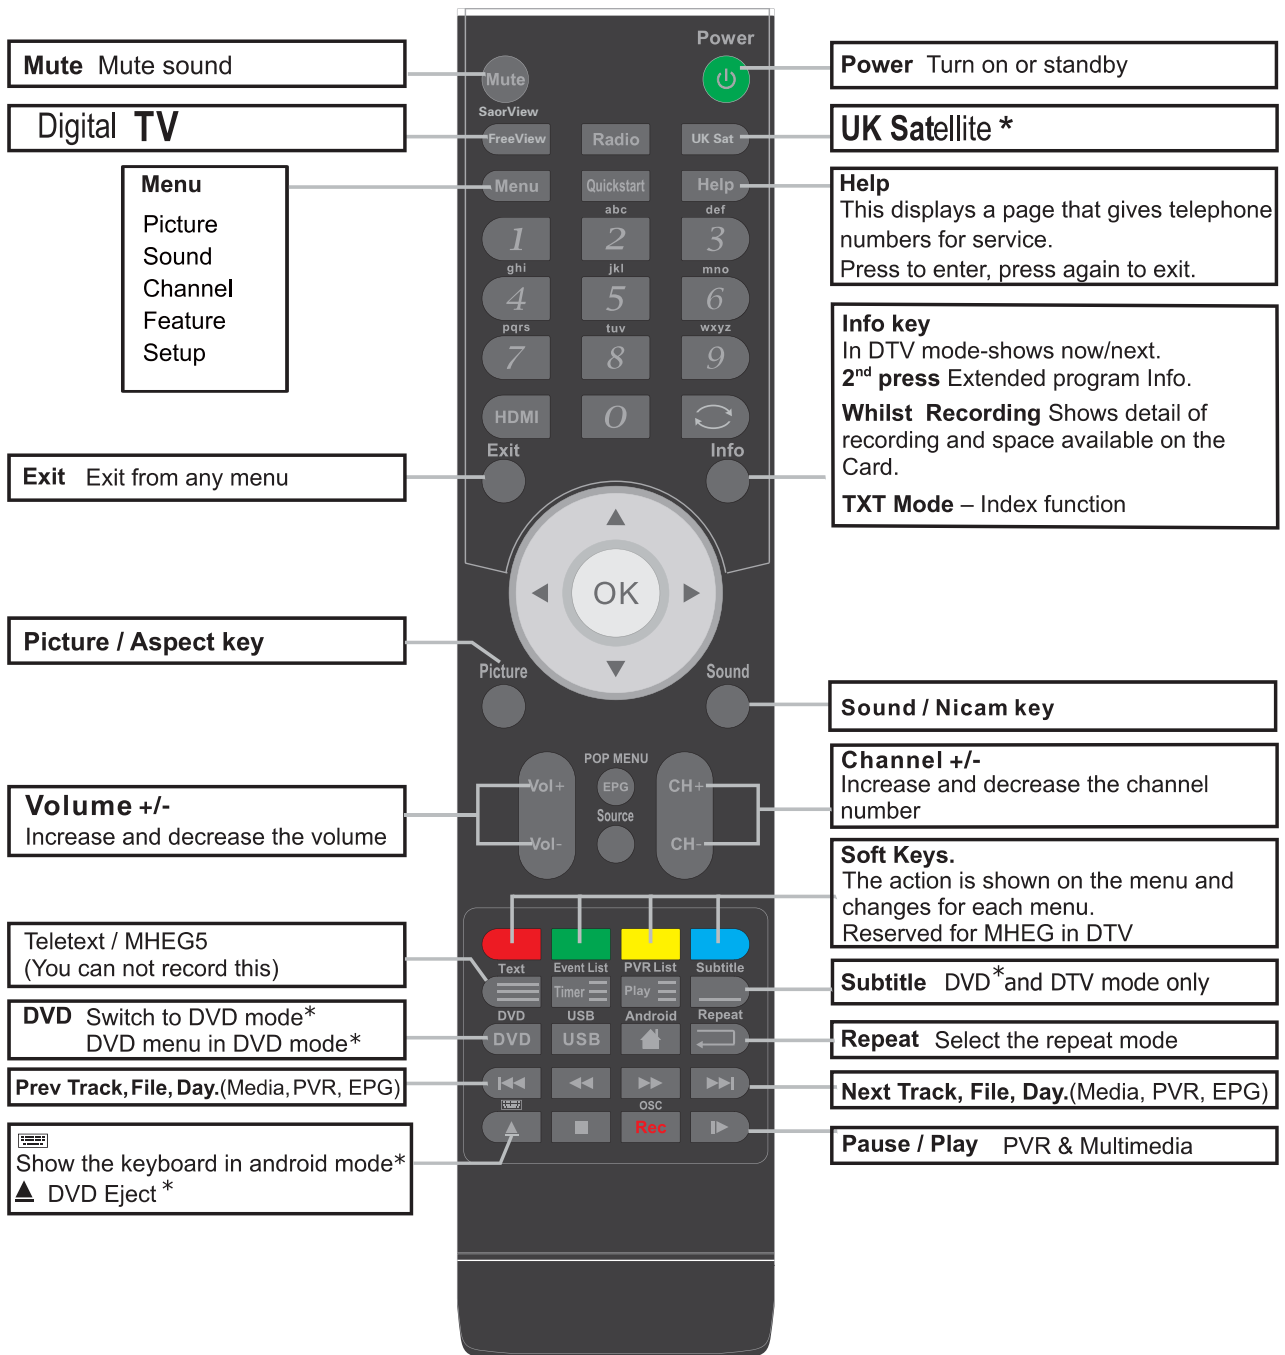 Mute Mute sound
Digital TV
Menu
Picture
Sound
Channel
Feature
Setup
Exit Exit from any menu
Picture / Aspect key
Volume +/-
Increase and decrease the volume
Teletext / MHEG5
(You can not record this)
DVD Switch to DVD mode*
DVD menu in DVD mode*
Prev Track, File, Day.(Media, PVR, EPG)
Show the keyboard in android mode*
DVD Eject *
Power
Mute
SaorView
FreeView Radio UK Sat
Menu Quickstart Help
abc def
1 2 3
ghi jkl mno
4 5 6
pqrs tuv wxyz
7 8 9
HDMI 0
Exit Info
OK
Picture Sound
POP MENU
Vol+ EPG CH+
Source
Vol- CH-
Text Event List PVR List Subtitle
Timer Play
DVD USB Android Repeat
DVD USB
OSC
Rec
Power Turn on or standby
UK Satellite *
Help
This displays a page that gives telephone
numbers for service.
Press to enter, press again to exit.
Info key
In DTV mode-shows now/next.
2nd press Extended program Info.
Whilst Recording Shows detail of
recording and space available on the
Card.
TXT Mode – Index function
Sound / Nicam key
Channel +/-
Increase and decrease the channel
number
Soft Keys.
The action is shown on the menu and
changes for each menu.
Reserved for MHEG in DTV
Subtitle DVD* and DTV mode only
Repeat Select the repeat mode
Next Track, File, Day.(Media, PVR, EPG)
Pause / Play PVR & Multimedia